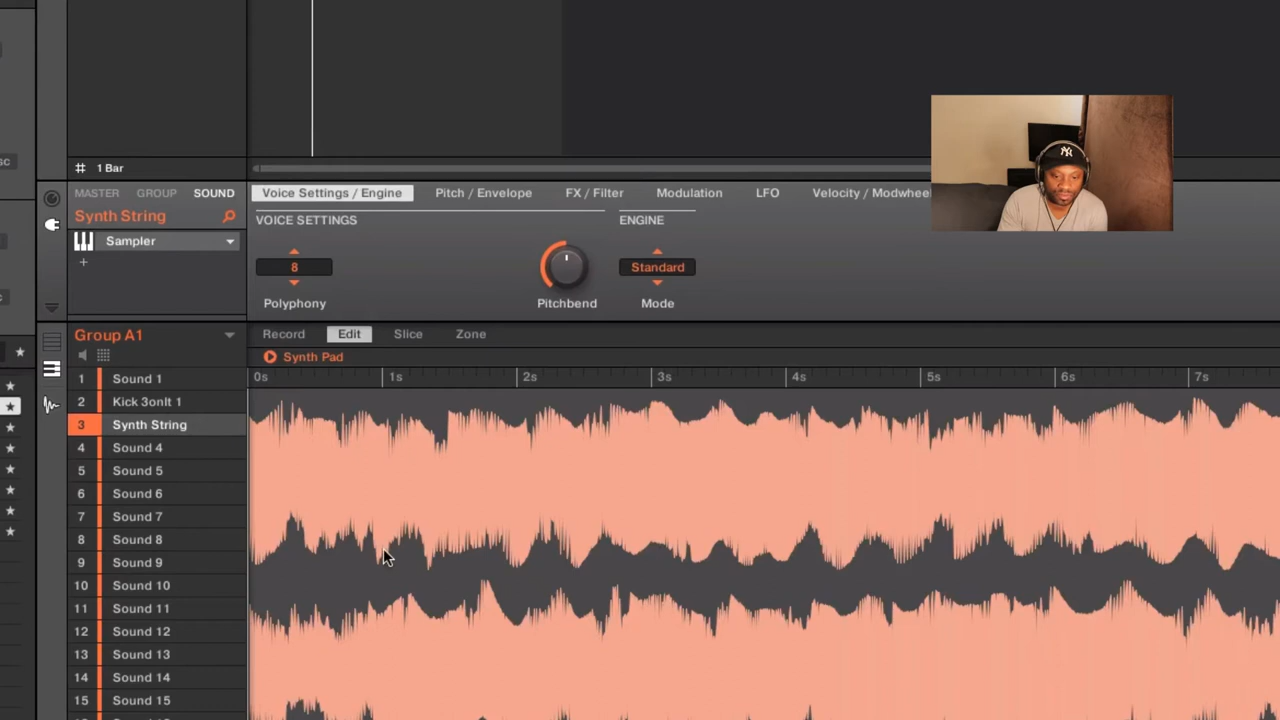 sc
# 1 Bar
MASTER GROUP SOUND
Voice Settings / Engine Pitch / Envelope FX / Filter Modulation LFO Velocity / Modwheel
Synth String
VOICE SETTINGS ENGINE
Sampler
8 Standard
+
Polyphony Pitchbend Mode
Group A1
Record Edit Slice Zone
Synth Pad
0s 1s 2s 3s 4s 5s 6s 7s
1 Sound 1
2 Kick 3onIt 1
3 Synth String
4 Sound 4
5 Sound 5
6 Sound 6
7 Sound 7
8 Sound 8
9 Sound 9
10 Sound 10
11 Sound 11
12 Sound 12
13 Sound 13
14 Sound 14
15 Sound 15